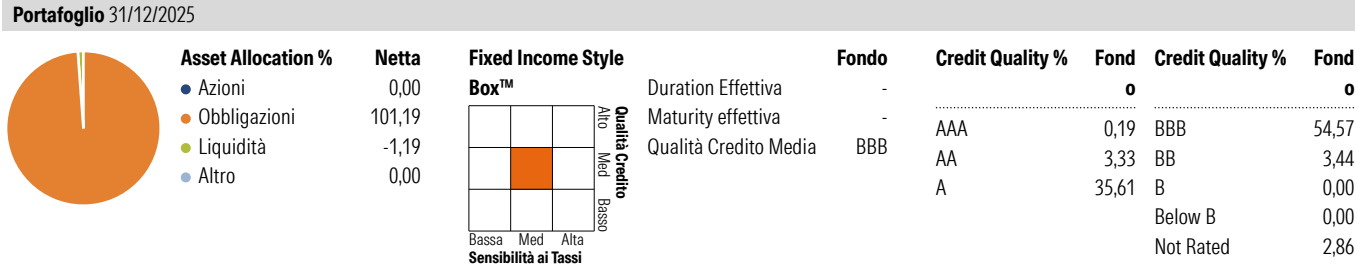 Portafoglio 31/12/2025
Asset Allocation % Netta
Azioni 0,00
Obbligazioni 101,19
Liquidità -1,19
Altro 0,00
Fixed Income Style
Box™
Alto Med Basso
Qualità Credito
Bassa Med Alta
Sensibilità ai Tassi
Fondo
Duration Effettiva -
Maturity effettiva -
Qualità Credito Media BBB
Credit Quality % Fond
o
AAA 0,19
AA 3,33
A 35,61
Credit Quality % Fond
o
BBB 54,57
BB 3,44
B 0,00
Below B 0,00
Not Rated 2,86